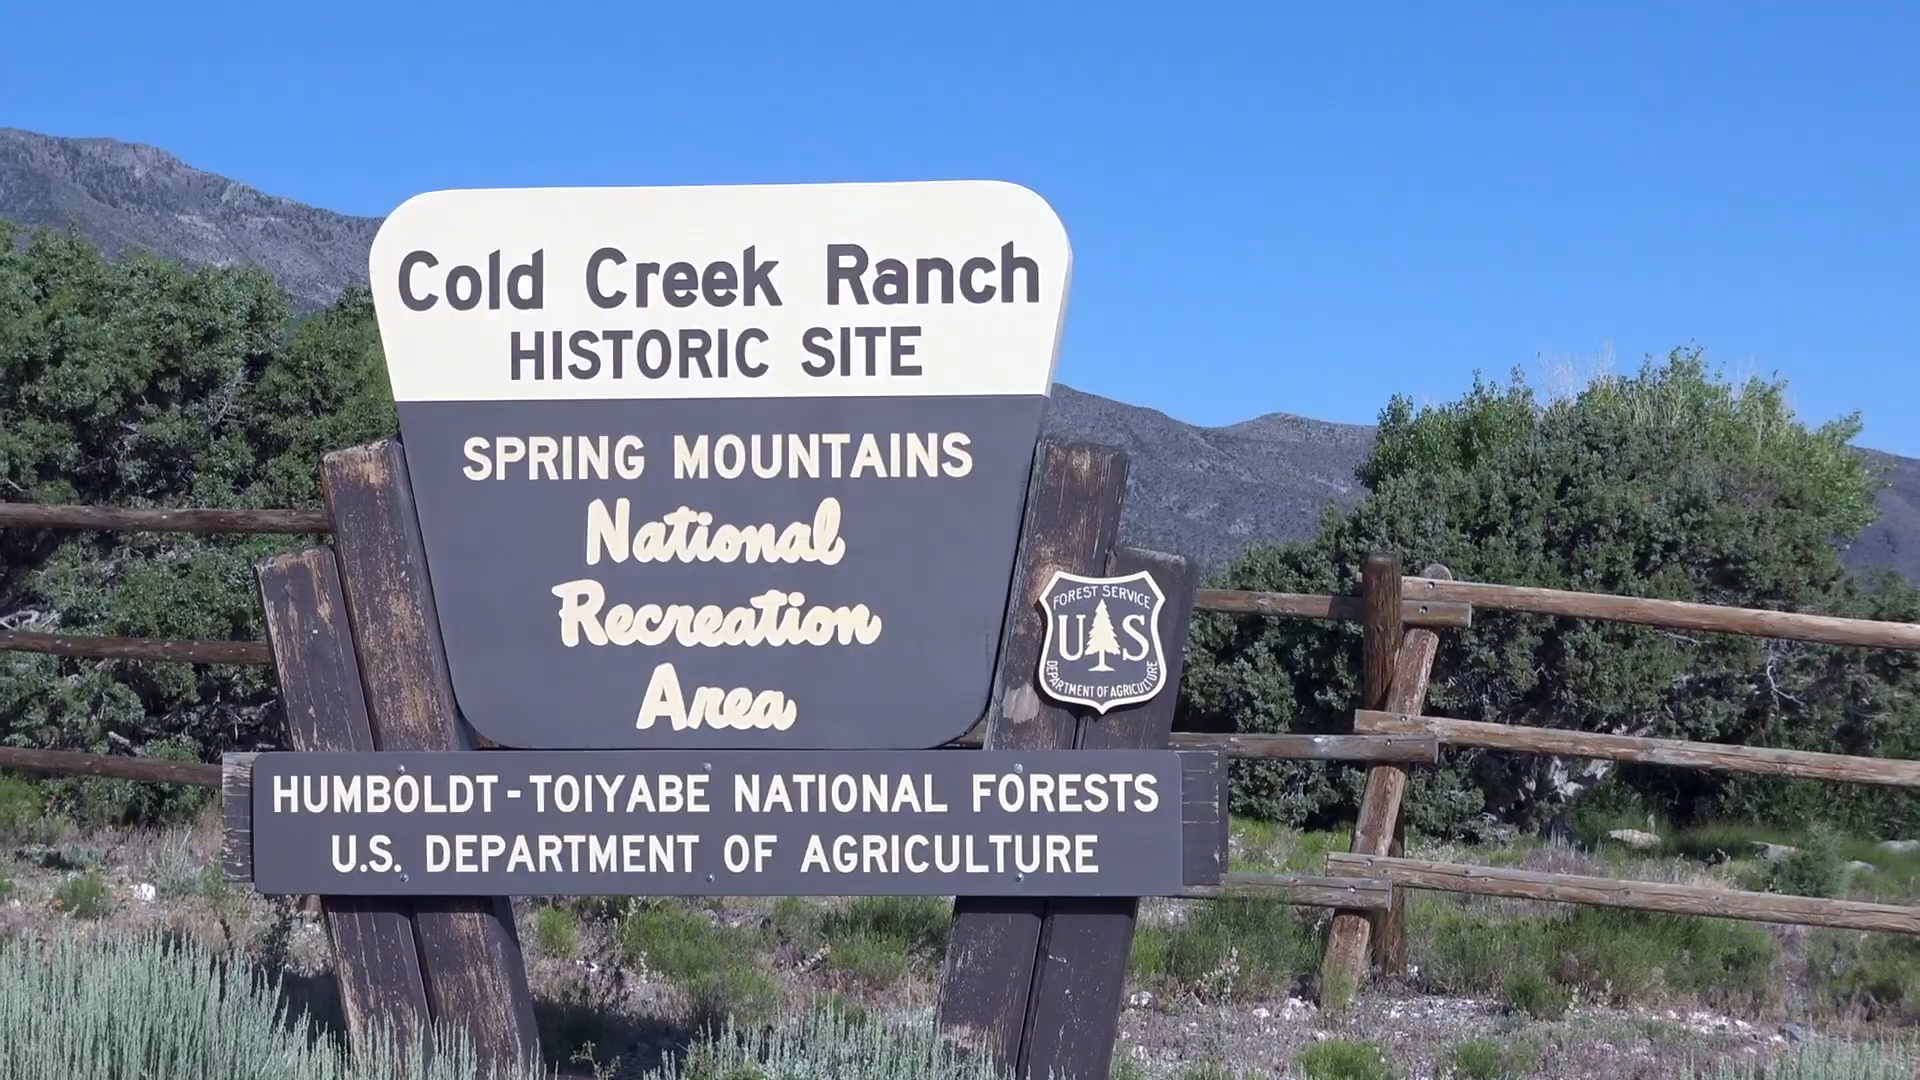 Cold Creek Ranch
HISTORIC SITE
SPRING MOUNTAINS
National
Recreation
Area
FOREST SERVICE
US
DEPARTMENT OF AGRICULTURE
HUMBOLDT-TOIYABE NATIONAL FORESTS
U.S. DEPARTMENT OF AGRICULTURE